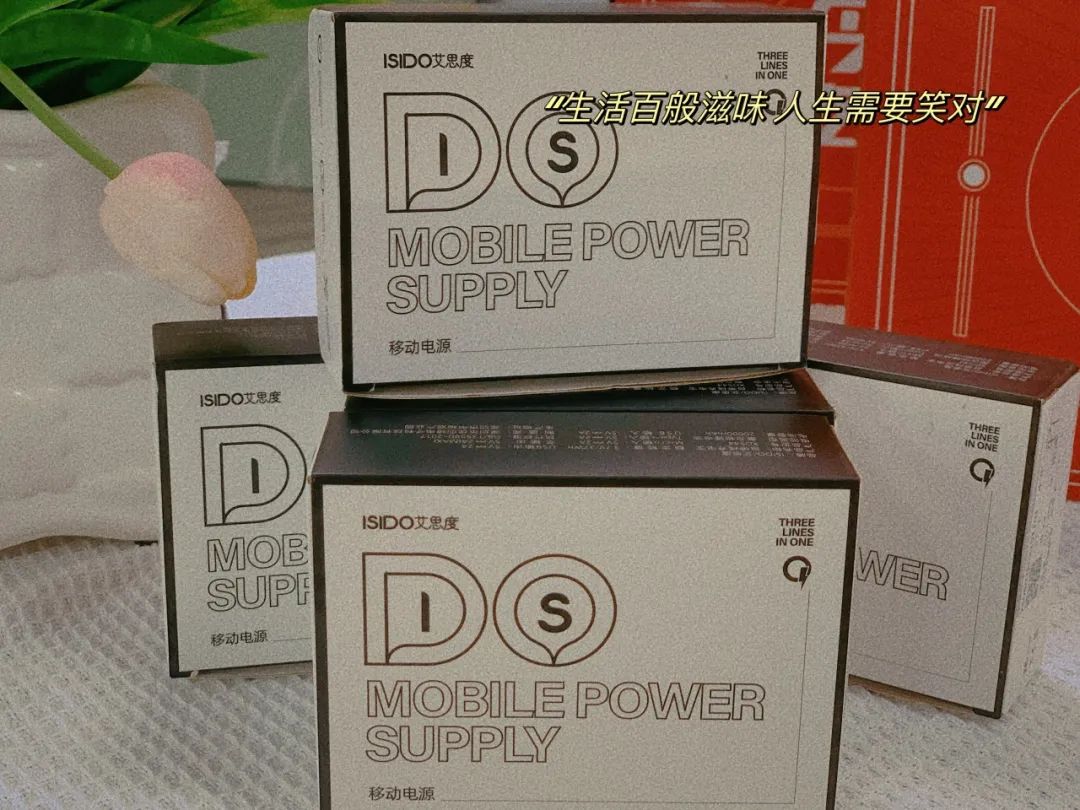 ISIDO艾思度
THREE
LINES
IN ONE
"生活百般滋味 人生需要笑对"
D I
S
MOBILE POWER
SUPPLY
移动电源
ISIDO艾思度
D I
MOB
SUPP
移动电源
THREE
LINES
IN ONE
WER
ISIDO艾思度
THREE
LINES
IN ONE
D I
S
MOBILE POWER
SUPPLY
移动电源